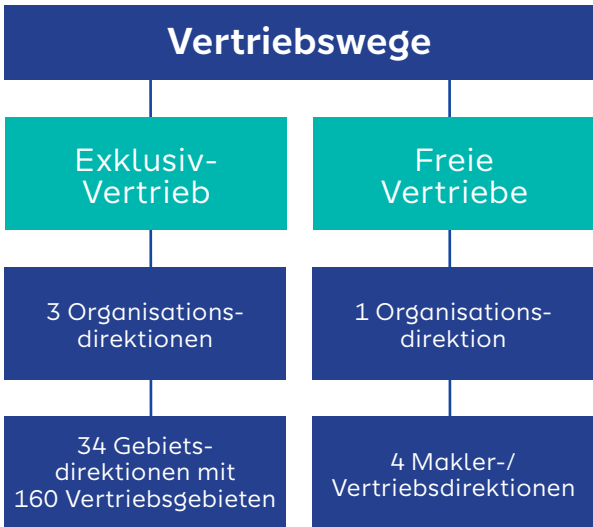 Vertriebswege
Exklusiv-
Vertrieb
Freie
Vertriebe
3 Organisations-
direktionen
1 Organisations-
direktion
34 Gebiets-
direktionen mit
160 Vertriebsgebieten
4 Makler-/
Vertriebsdirektionen